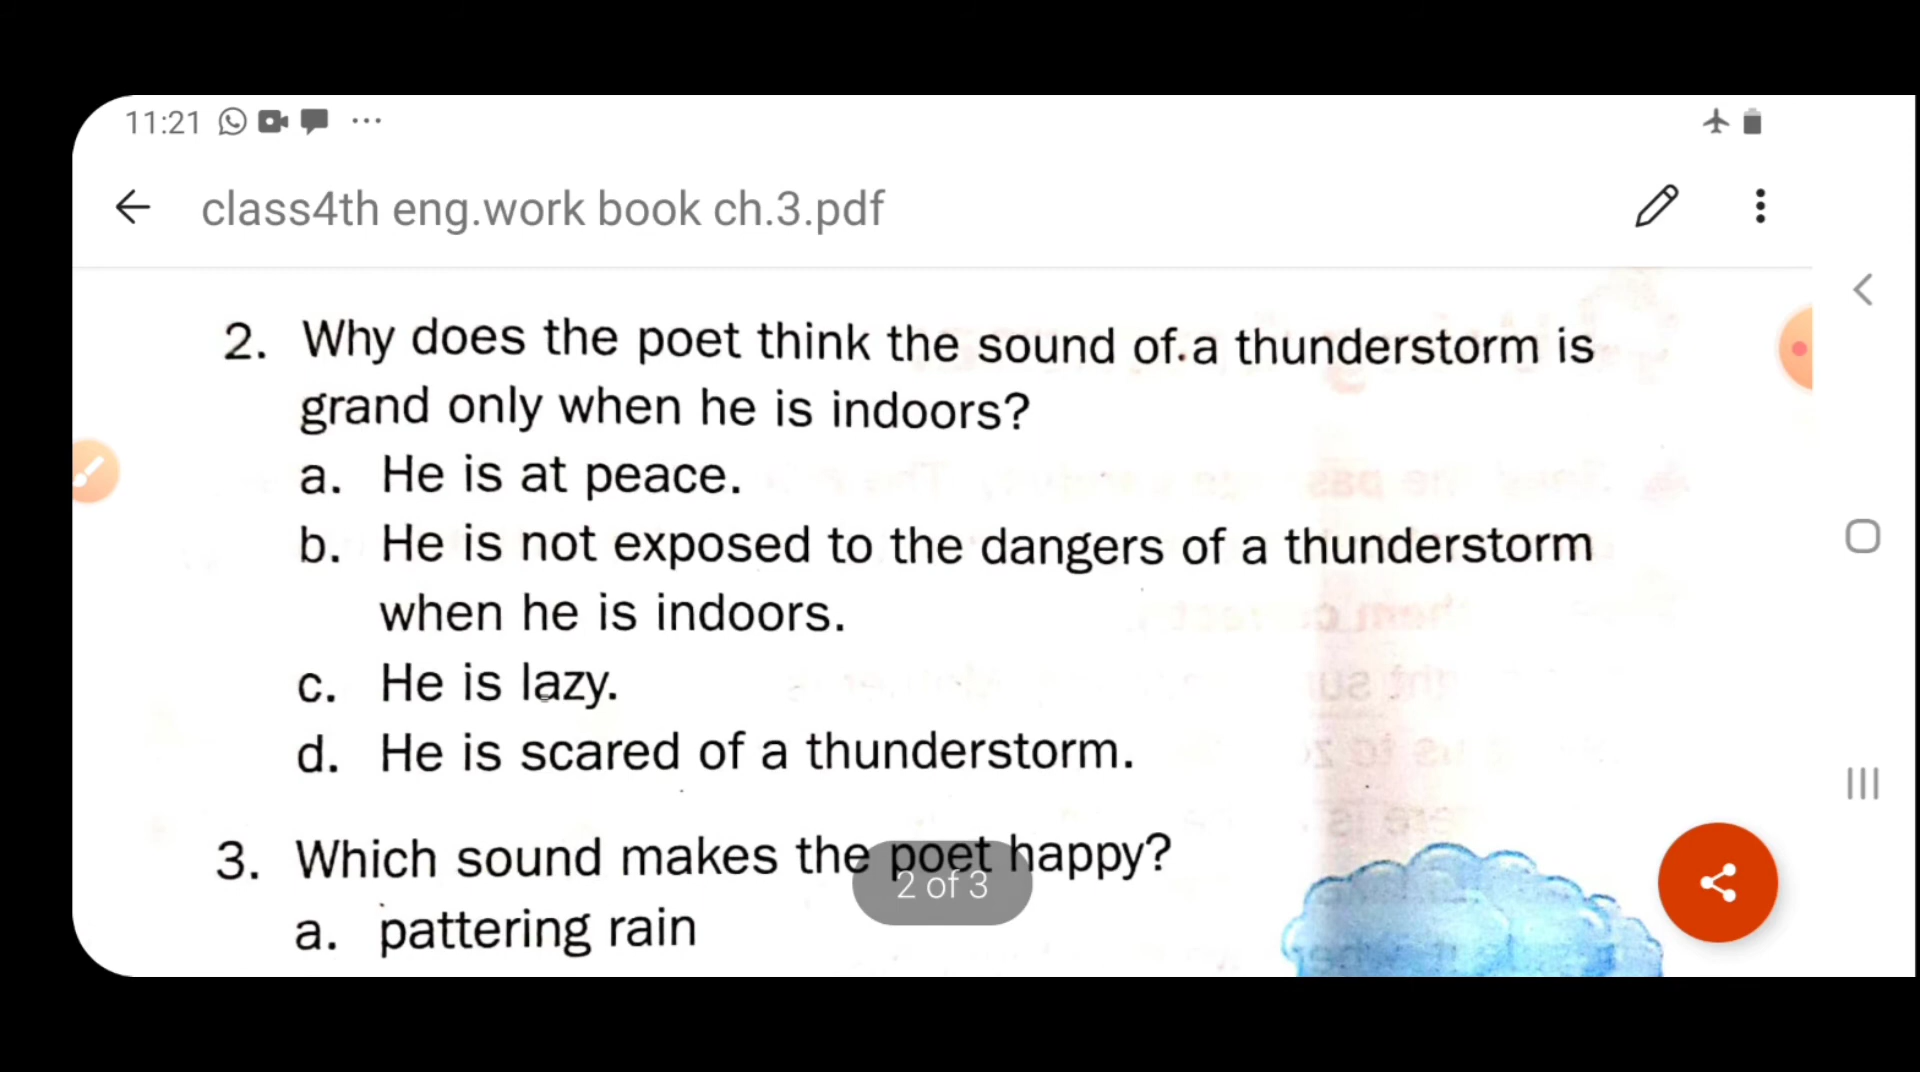 11:21 ...
class4th eng.work book ch.3.pdf
2. Why does the poet think the sound of a thunderstorm is
grand only when he is indoors?
a. He is at peace.
b. He is not exposed to the dangers of a thunderstorm
when he is indoors.
c. He is lazy.
d. He is scared of a thunderstorm.
3. Which sound makes the poet happy?
2 of 3
a. pattering rain